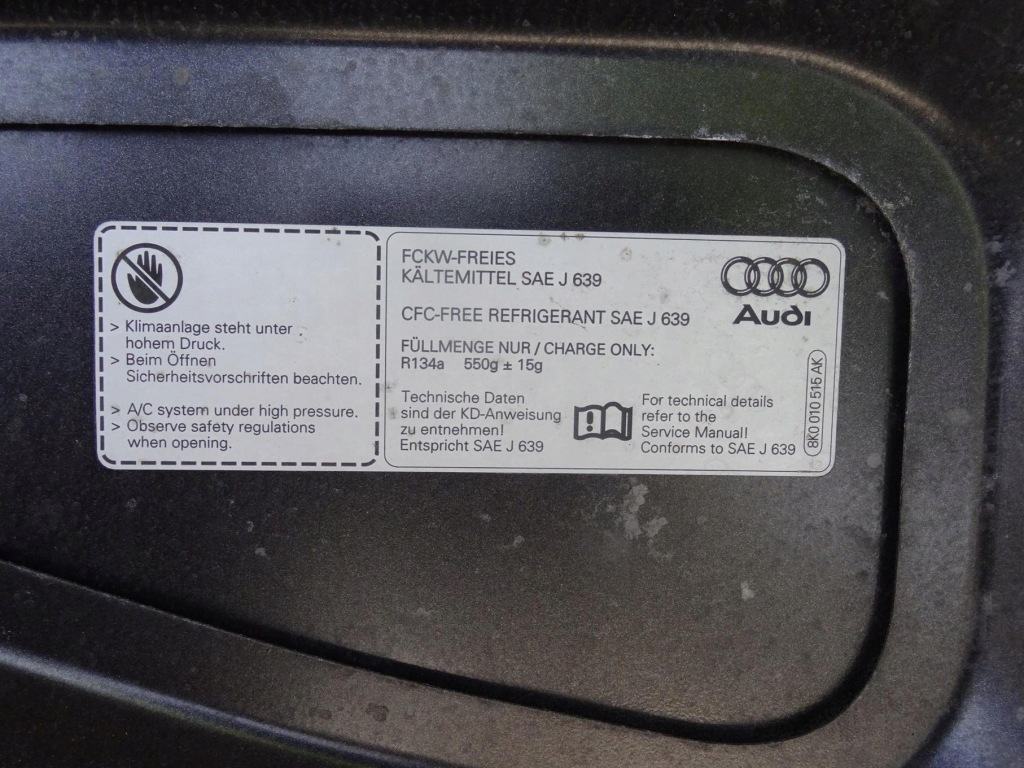 > Klimaanlage steht unter
hohem Druck.
> Beim Öffnen
Sicherheitsvorschriften beachten.
> A/C system under high pressure.
> Observe safety regulations
when opening.
FCKW-FREIES
KÄLTEMITTEL SAE J 639
CFC-FREE REFRIGERANT SAE J 639
FÜLLMENGE NUR / CHARGE ONLY:
R134a 550g ± 15g
Technische Daten
sind der KD-Anweisung
zu entnehmen!
Entspricht SAE J 639
For technical details
refer to the
Service Manual!
Conforms to SAE J 639
Audi
8K0 010 515 AK